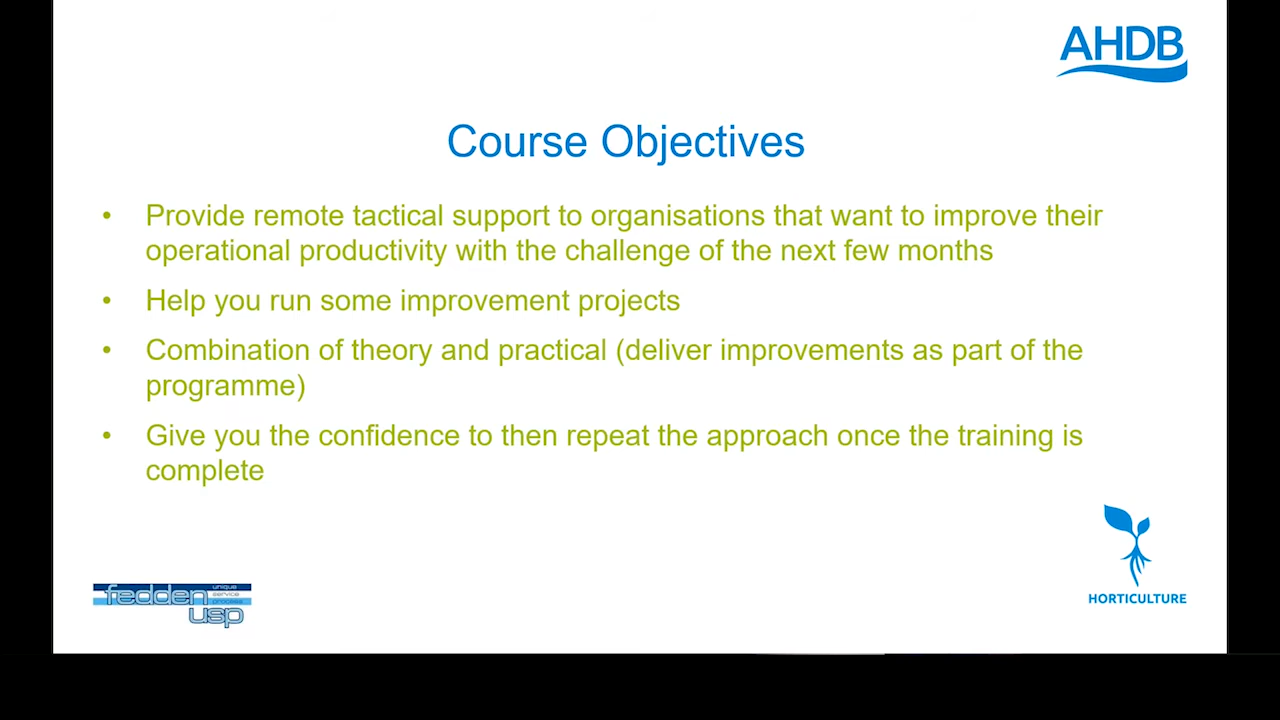 AHDB
Course Objectives
• Provide remote tactical support to organisations that want to improve their
operational productivity with the challenge of the next few months
• Help you run some improvement projects
• Combination of theory and practical (deliver improvements as part of the
programme)
• Give you the confidence to then repeat the approach once the training is
complete
HORTICULTURE
fedden
unique
service
process
usp